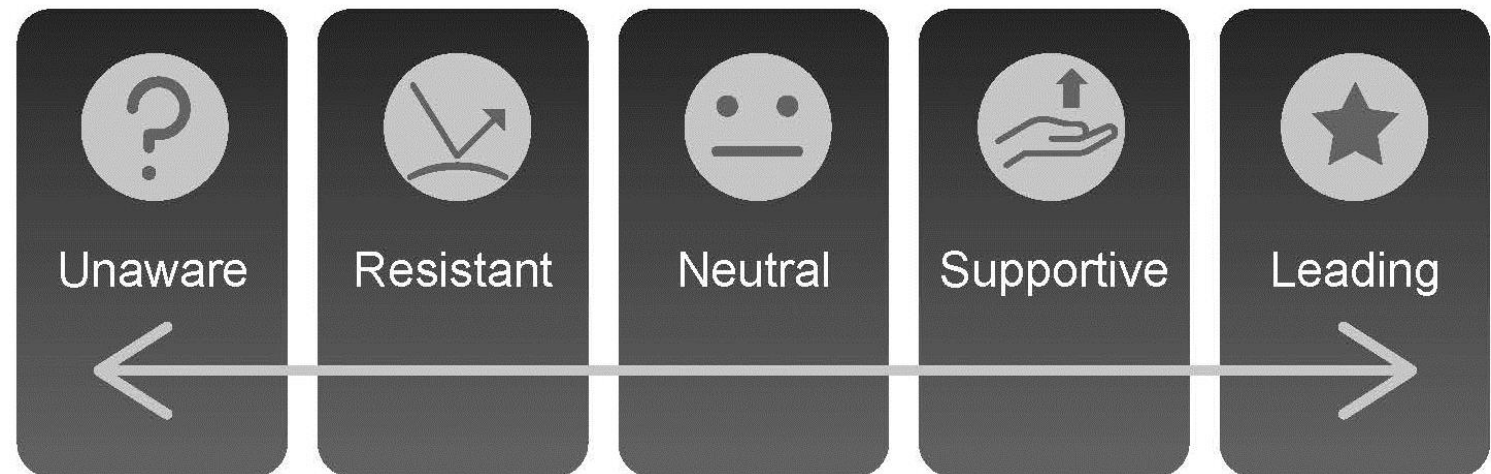 Unaware
Resistant
Neutral
Supportive
Leading